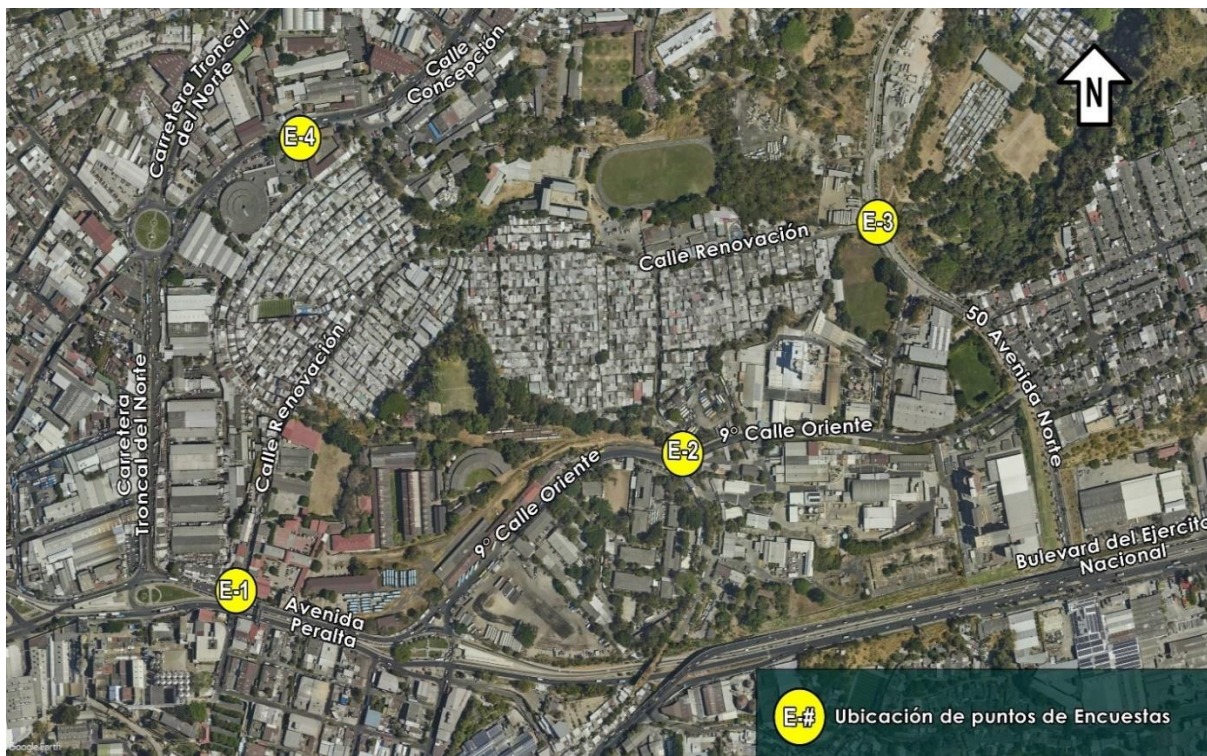 Carretera Troncal
del Norte
Calle
Concepción
N
E-4
E-3
Calle Renovación
50 Avenida Norte
Calle Renovación
Carretera
Troncal del Norte
9° Calle Oriente
E-2
9° Calle Oriente
Bulevard del Ejercito
Nacional
E-1
Avenida
Peralta
E-# Ubicación de puntos de Encuestas
Google Earth